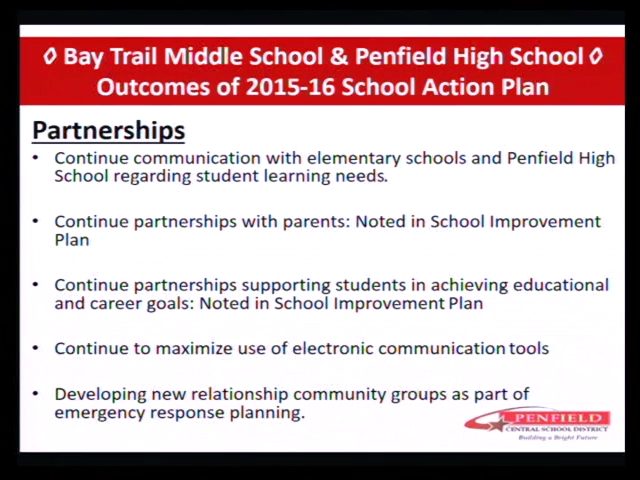 ◊ Bay Trail Middle School & Penfield High School ◊
Outcomes of 2015-16 School Action Plan
Partnerships
• Continue communication with elementary schools and Penfield High
School regarding student learning needs.
• Continue partnerships with parents: Noted in School Improvement
Plan
• Continue partnerships supporting students in achieving educational
and career goals: Noted in School Improvement Plan
• Continue to maximize use of electronic communication tools
• Developing new relationship community groups as part of
emergency response planning.
PENFIELD
CENTRAL SCHOOL DISTRICT
Building a Bright Future